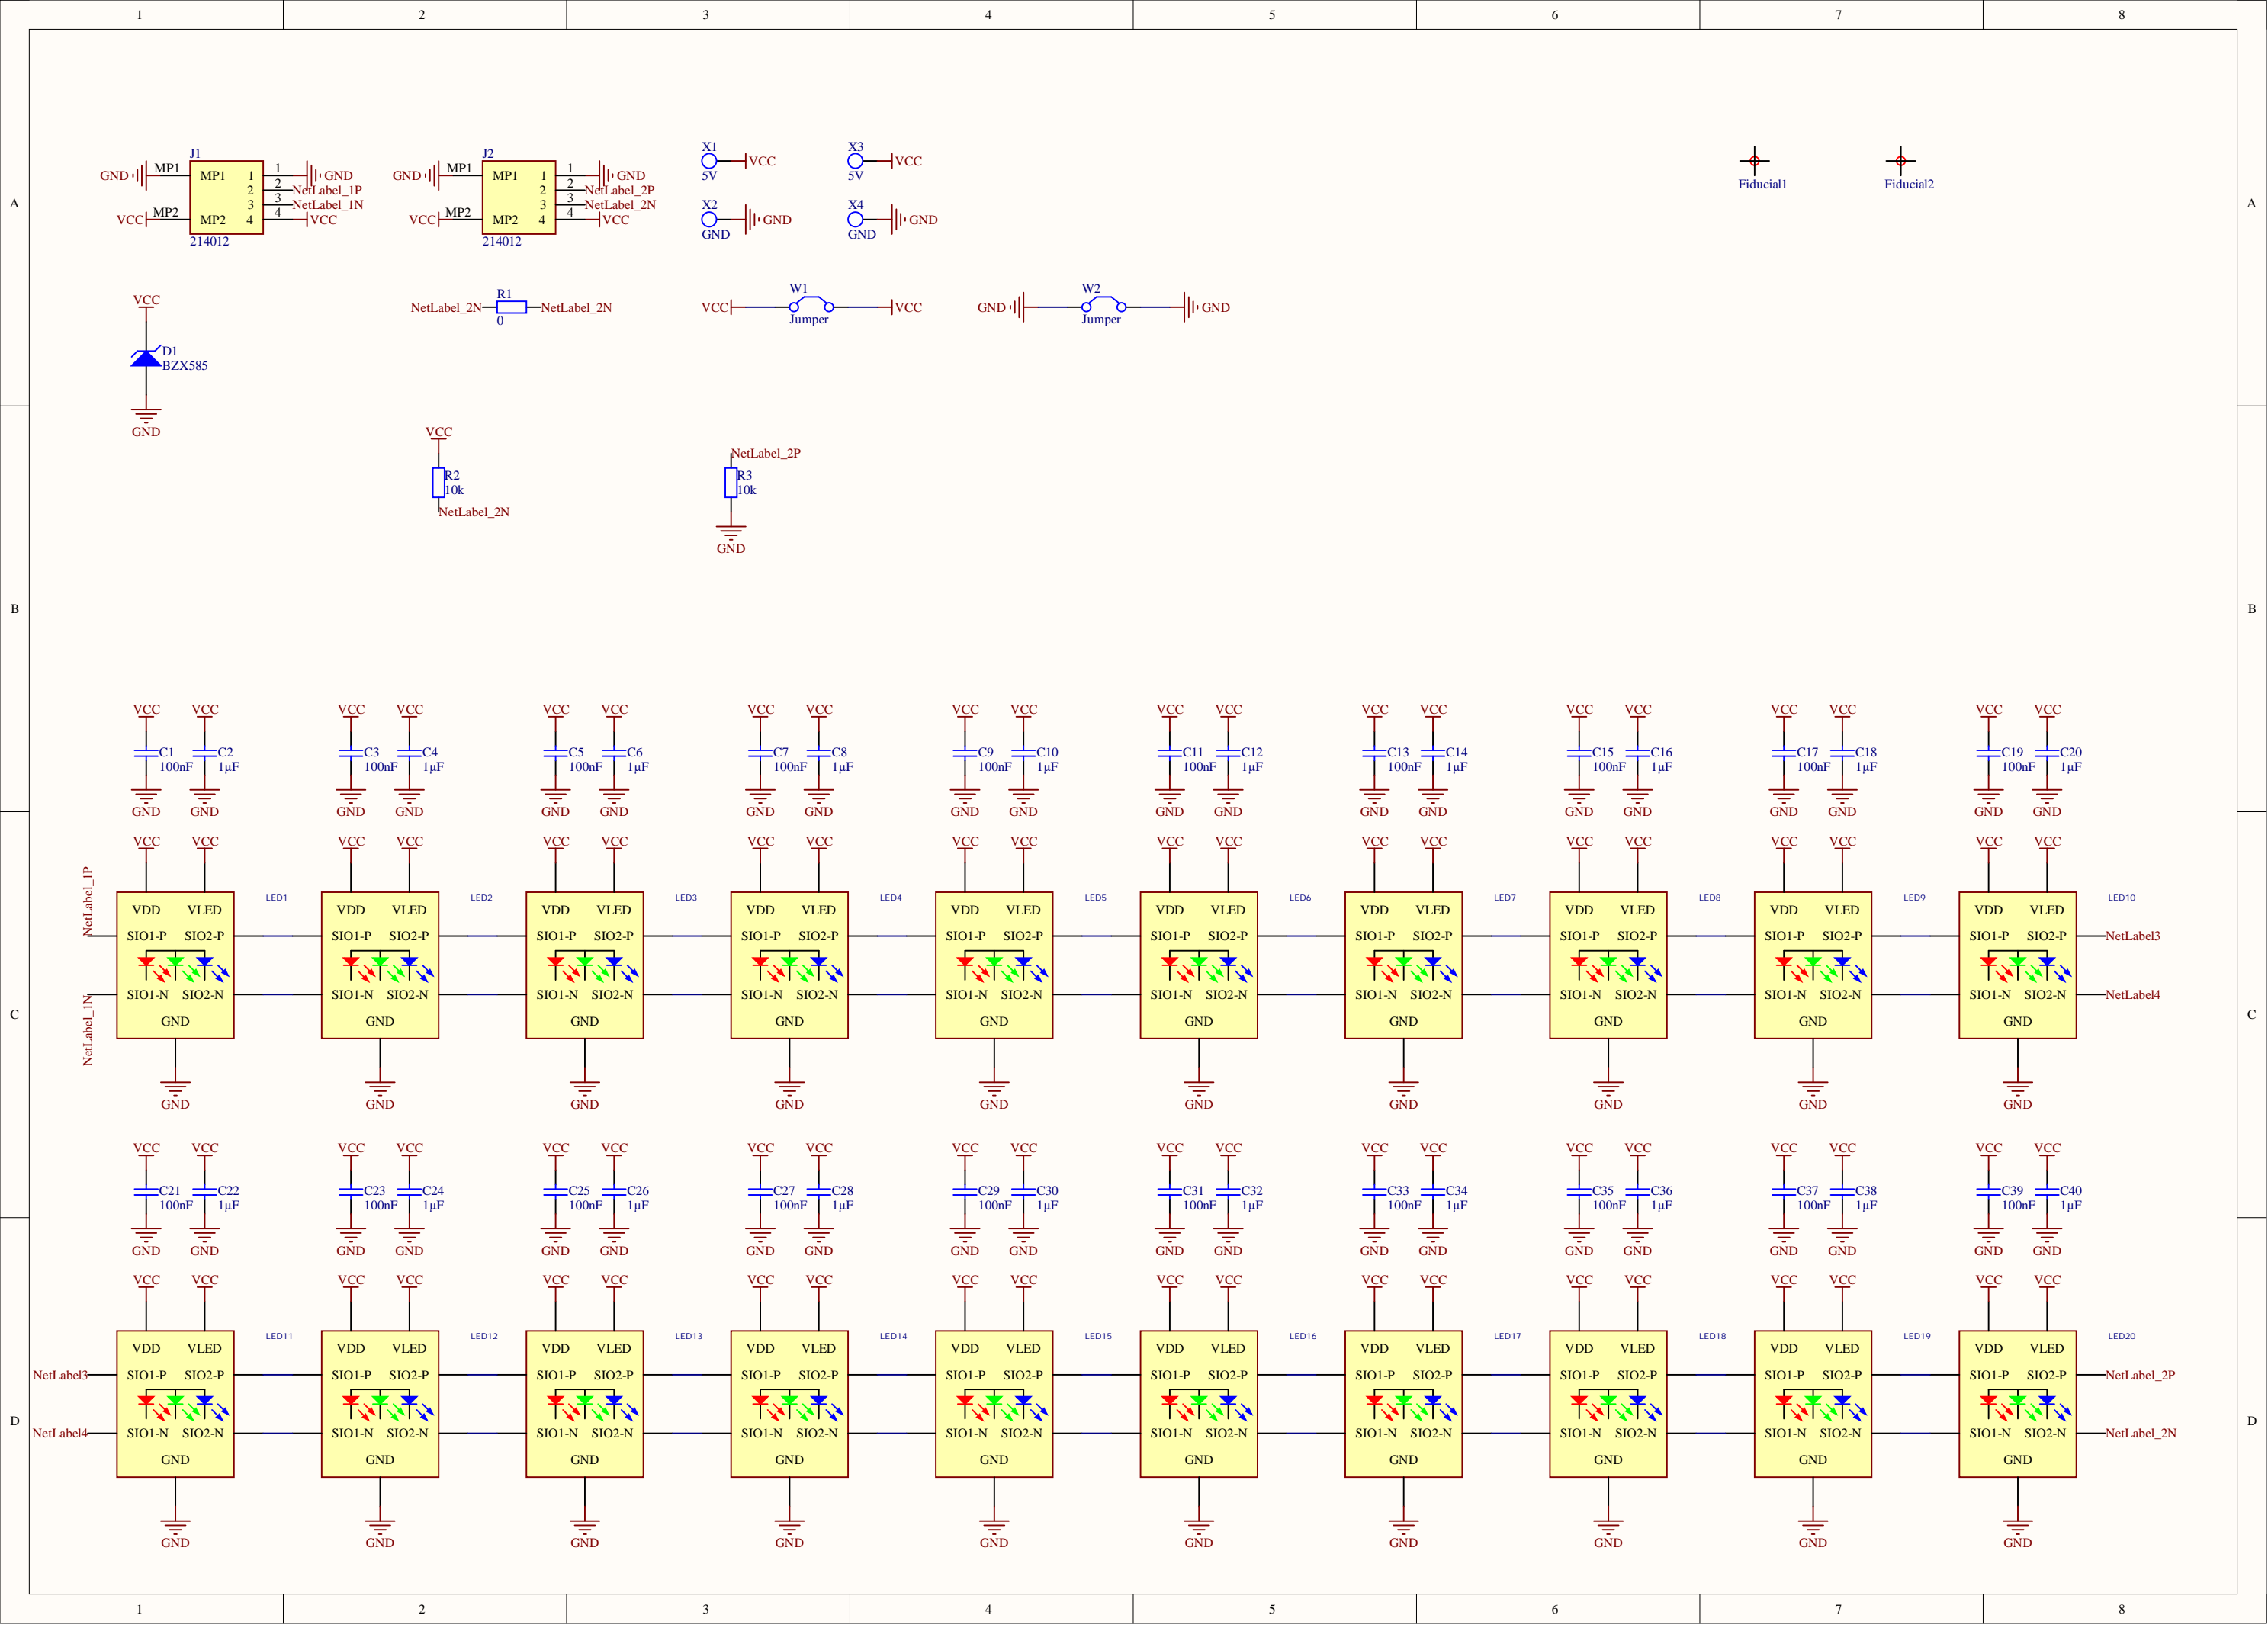 1 2 3 4 5 6 7 8
A A
J1 J2 X1 X3
GND MP1 MP1 1 1 GND GND MP1 MP1 1 1 GND VCC VCC
5V 5V Fiducial1 Fiducial2
2 2 NetLabel_1P 2 2 NetLabel_2P
3 3 NetLabel_1N 3 3 NetLabel_2N X2 X4
VCC MP2 MP2 4 4 VCC VCC MP2 MP2 4 4 VCC GND GND
214012 214012 GND GND
VCC R1 W1 W2
NetLabel_2N NetLabel_2N VCC VCC GND GND
0 Jumper Jumper
D1
BZX585
GND VCC
NetLabel_2P
R2 R3
10k 10k
NetLabel_2N
GND
B B
VCC VCC VCC VCC VCC VCC VCC VCC VCC VCC VCC VCC VCC VCC VCC VCC VCC VCC VCC VCC
C1 C2 C3 C4 C5 C6 C7 C8 C9 C10 C11 C12 C13 C14 C15 C16 C17 C18 C19 C20
100nF 1µF 100nF 1µF 100nF 1µF 100nF 1µF 100nF 1µF 100nF 1µF 100nF 1µF 100nF 1µF 100nF 1µF 100nF 1µF
GND GND GND GND GND GND GND GND GND GND GND GND GND GND GND GND GND GND GND GND
VCC VCC VCC VCC VCC VCC VCC VCC VCC VCC VCC VCC VCC VCC VCC VCC VCC VCC VCC VCC
NetLabel_1P
LED1 LED2 LED3 LED4 LED5 LED6 LED7 LED8 LED9 LED10
VDD VLED VDD VLED VDD VLED VDD VLED VDD VLED VDD VLED VDD VLED VDD VLED VDD VLED VDD VLED
SIO1-P SIO2-P SIO1-P SIO2-P SIO1-P SIO2-P SIO1-P SIO2-P SIO1-P SIO2-P SIO1-P SIO2-P SIO1-P SIO2-P SIO1-P SIO2-P SIO1-P SIO2-P SIO1-P SIO2-P NetLabel3
SIO1-N SIO2-N SIO1-N SIO2-N SIO1-N SIO2-N SIO1-N SIO2-N SIO1-N SIO2-N SIO1-N SIO2-N SIO1-N SIO2-N SIO1-N SIO2-N SIO1-N SIO2-N SIO1-N SIO2-N NetLabel4
NetLabel_1N
C C
GND GND GND GND GND GND GND GND GND GND
GND GND GND GND GND GND GND GND GND GND
VCC VCC VCC VCC VCC VCC VCC VCC VCC VCC VCC VCC VCC VCC VCC VCC VCC VCC VCC VCC
C21 C22 C23 C24 C25 C26 C27 C28 C29 C30 C31 C32 C33 C34 C35 C36 C37 C38 C39 C40
100nF 1µF 100nF 1µF 100nF 1µF 100nF 1µF 100nF 1µF 100nF 1µF 100nF 1µF 100nF 1µF 100nF 1µF 100nF 1µF
GND GND GND GND GND GND GND GND GND GND GND GND GND GND GND GND GND GND GND GND
VCC VCC VCC VCC VCC VCC VCC VCC VCC VCC VCC VCC VCC VCC VCC VCC VCC VCC VCC VCC
LED11 LED12 LED13 LED14 LED15 LED16 LED17 LED18 LED19 LED20
VDD VLED VDD VLED VDD VLED VDD VLED VDD VLED VDD VLED VDD VLED VDD VLED VDD VLED VDD VLED
NetLabel3 SIO1-P SIO2-P SIO1-P SIO2-P SIO1-P SIO2-P SIO1-P SIO2-P SIO1-P SIO2-P SIO1-P SIO2-P SIO1-P SIO2-P SIO1-P SIO2-P SIO1-P SIO2-P SIO1-P SIO2-P NetLabel_2P
D D
NetLabel4 SIO1-N SIO2-N SIO1-N SIO2-N SIO1-N SIO2-N SIO1-N SIO2-N SIO1-N SIO2-N SIO1-N SIO2-N SIO1-N SIO2-N SIO1-N SIO2-N SIO1-N SIO2-N SIO1-N SIO2-N NetLabel_2N
GND GND GND GND GND GND GND GND GND GND
GND GND GND GND GND GND GND GND GND GND
1 2 3 4 5 6 7 8